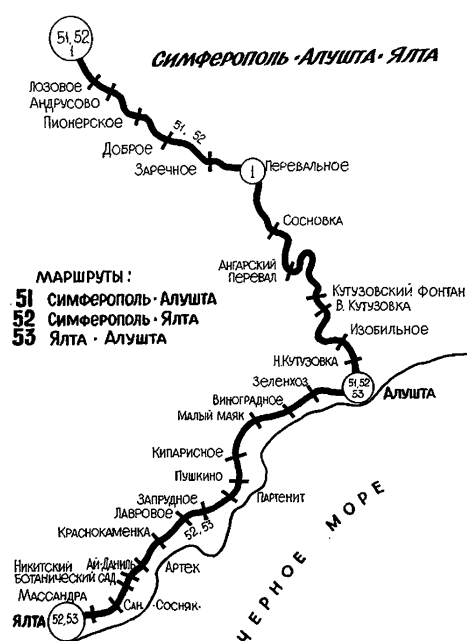 51, 52
1
СИМФЕРОПОЛЬ · АЛУШТА · ЯЛТА
ЛОЗОВОЕ
АНДРУСОВО
ПИОНЕРСКОЕ
51, 52
ДОБРОЕ
ЗАРЕЧНОЕ
1
ПЕРЕВАЛЬНОЕ
СОСНОВКА
АНГАРСКИЙ
ПЕРЕВАЛ
МАРШРУТЫ:
51 СИМФЕРОПОЛЬ · АЛУШТА
52 СИМФЕРОПОЛЬ · ЯЛТА
53 ЯЛТА · АЛУШТА
КУТУЗОВСКИЙ ФОНТАН
В. КУТУЗОВКА
ИЗОБИЛЬНОЕ
Н.КУТУЗОВКА
ЗЕЛЕНХОЗ
51,52
53
АЛУШТА
ВИНОГРАДНОЕ
МАЛЫЙ МАЯК
КИПАРИСНОЕ
ПУШКИНО
ПАРТЕНИТ
ЗАПРУДНОЕ
ЛАВРОВОЕ
52, 53
КРАСНОКАМЕНКА
АЙ-ДАНИЛЬ
АРТЕК
НИКИТСКИЙ
БОТАНИЧЕСКИЙ САД
МАССАНДРА
САН. „СОСНЯК"
ЯЛТА
52,53
ЧЕРНОЕ МОРЕ